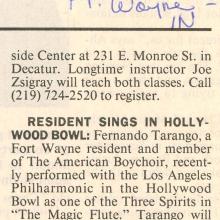 Ft. Wayne -
IN
side Center at 231 E. Monroe St. in
Decatur. Longtime instructor Joe
Zsigray will teach both classes. Call
(219) 724-2520 to register.
RESIDENT SINGS IN HOLLY-
WOOD BOWL: Fernando Tarango, a
Fort Wayne resident and member
of The American Boychoir, recent-
ly performed with the Los Angeles
Philharmonic in the Hollywood
Bowl as one of the Three Spirits in
"The Magic Flute." Tarango will